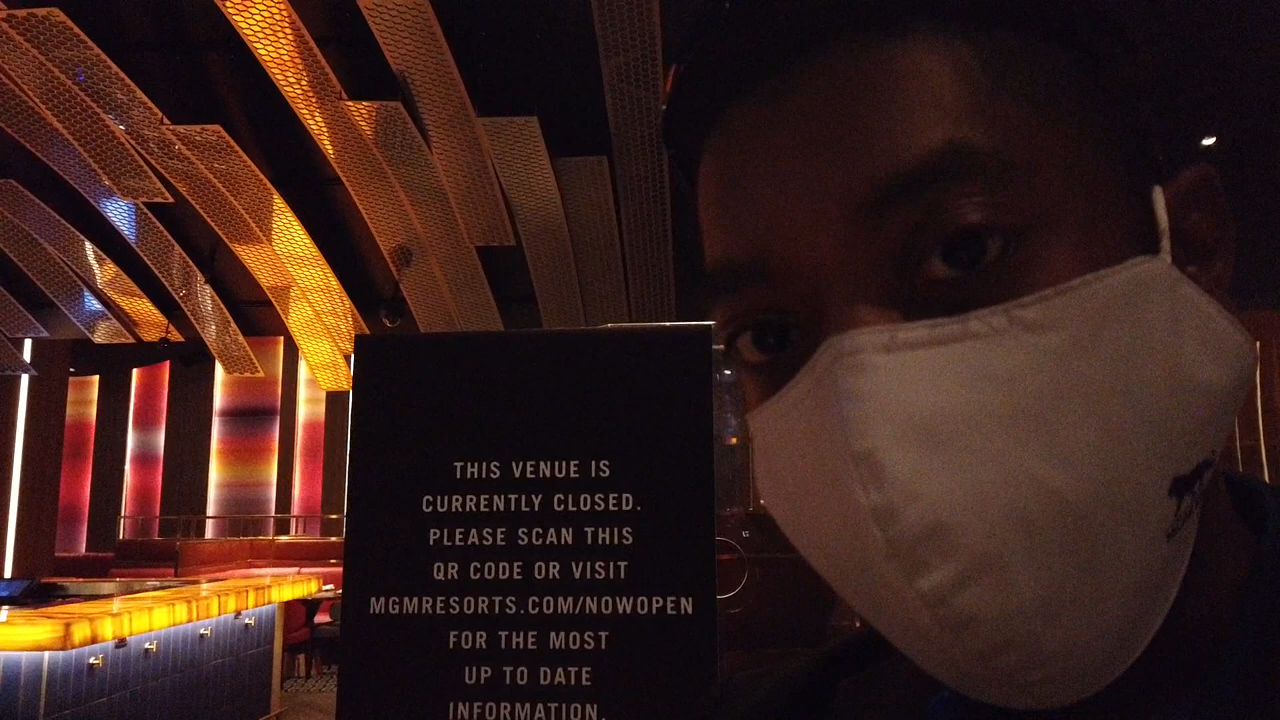 THIS VENUE IS
CURRENTLY CLOSED.
PLEASE SCAN THIS
QR CODE OR VISIT
MGMRESORTS.COM/NOWOPEN
FOR THE MOST
UP TO DATE
INFORMATION.